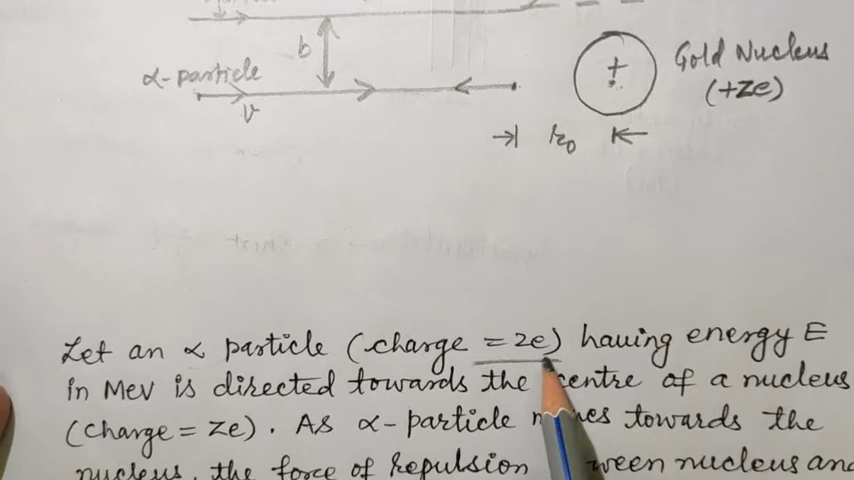 b
Gold Nucleus
α-particle
+
(+Ze)
v
r₀
Let an α particle (charge = 2e) having energy E
in MeV is directed towards the centre of a nucleus
(charge = Ze). As α-particle towards the
nucleus, the force of repulsion nucleus and